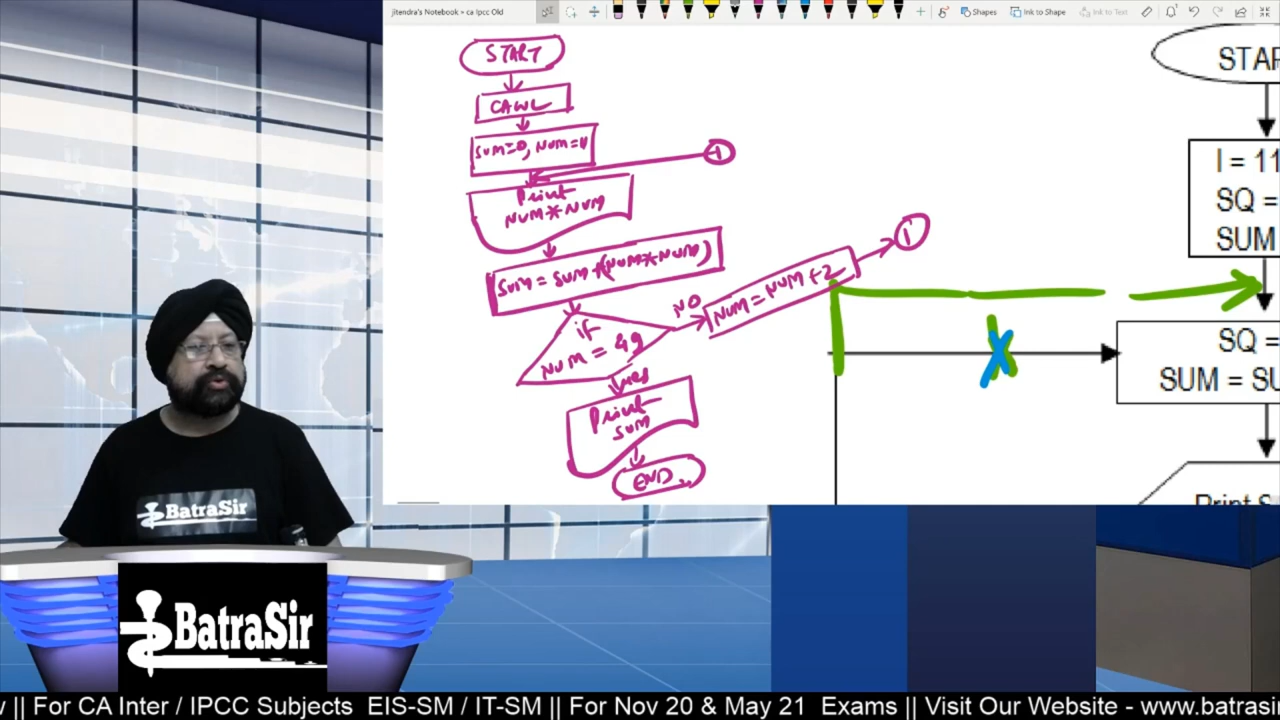 jitendra's Notebook » ca Ipcc Old
Shapes
Ink to Shape
Ink to Text
START
CAWL
SUM=0, NUM=11
1
Print
NUM*NUM
SUM = SUM+(NUM*NUM)
if
NUM = 49
NO
NUM = NUM+2
1
Yes
Print
SUM
END
STAR
I = 11
SQ =
SUM
SQ =
SUM = SU
Print S
BatraSir
BatraSir
|| For CA Inter / IPCC Subjects EIS-SM / IT-SM || For Nov 20 & May 21 Exams || Visit Our Website - www.batrasi